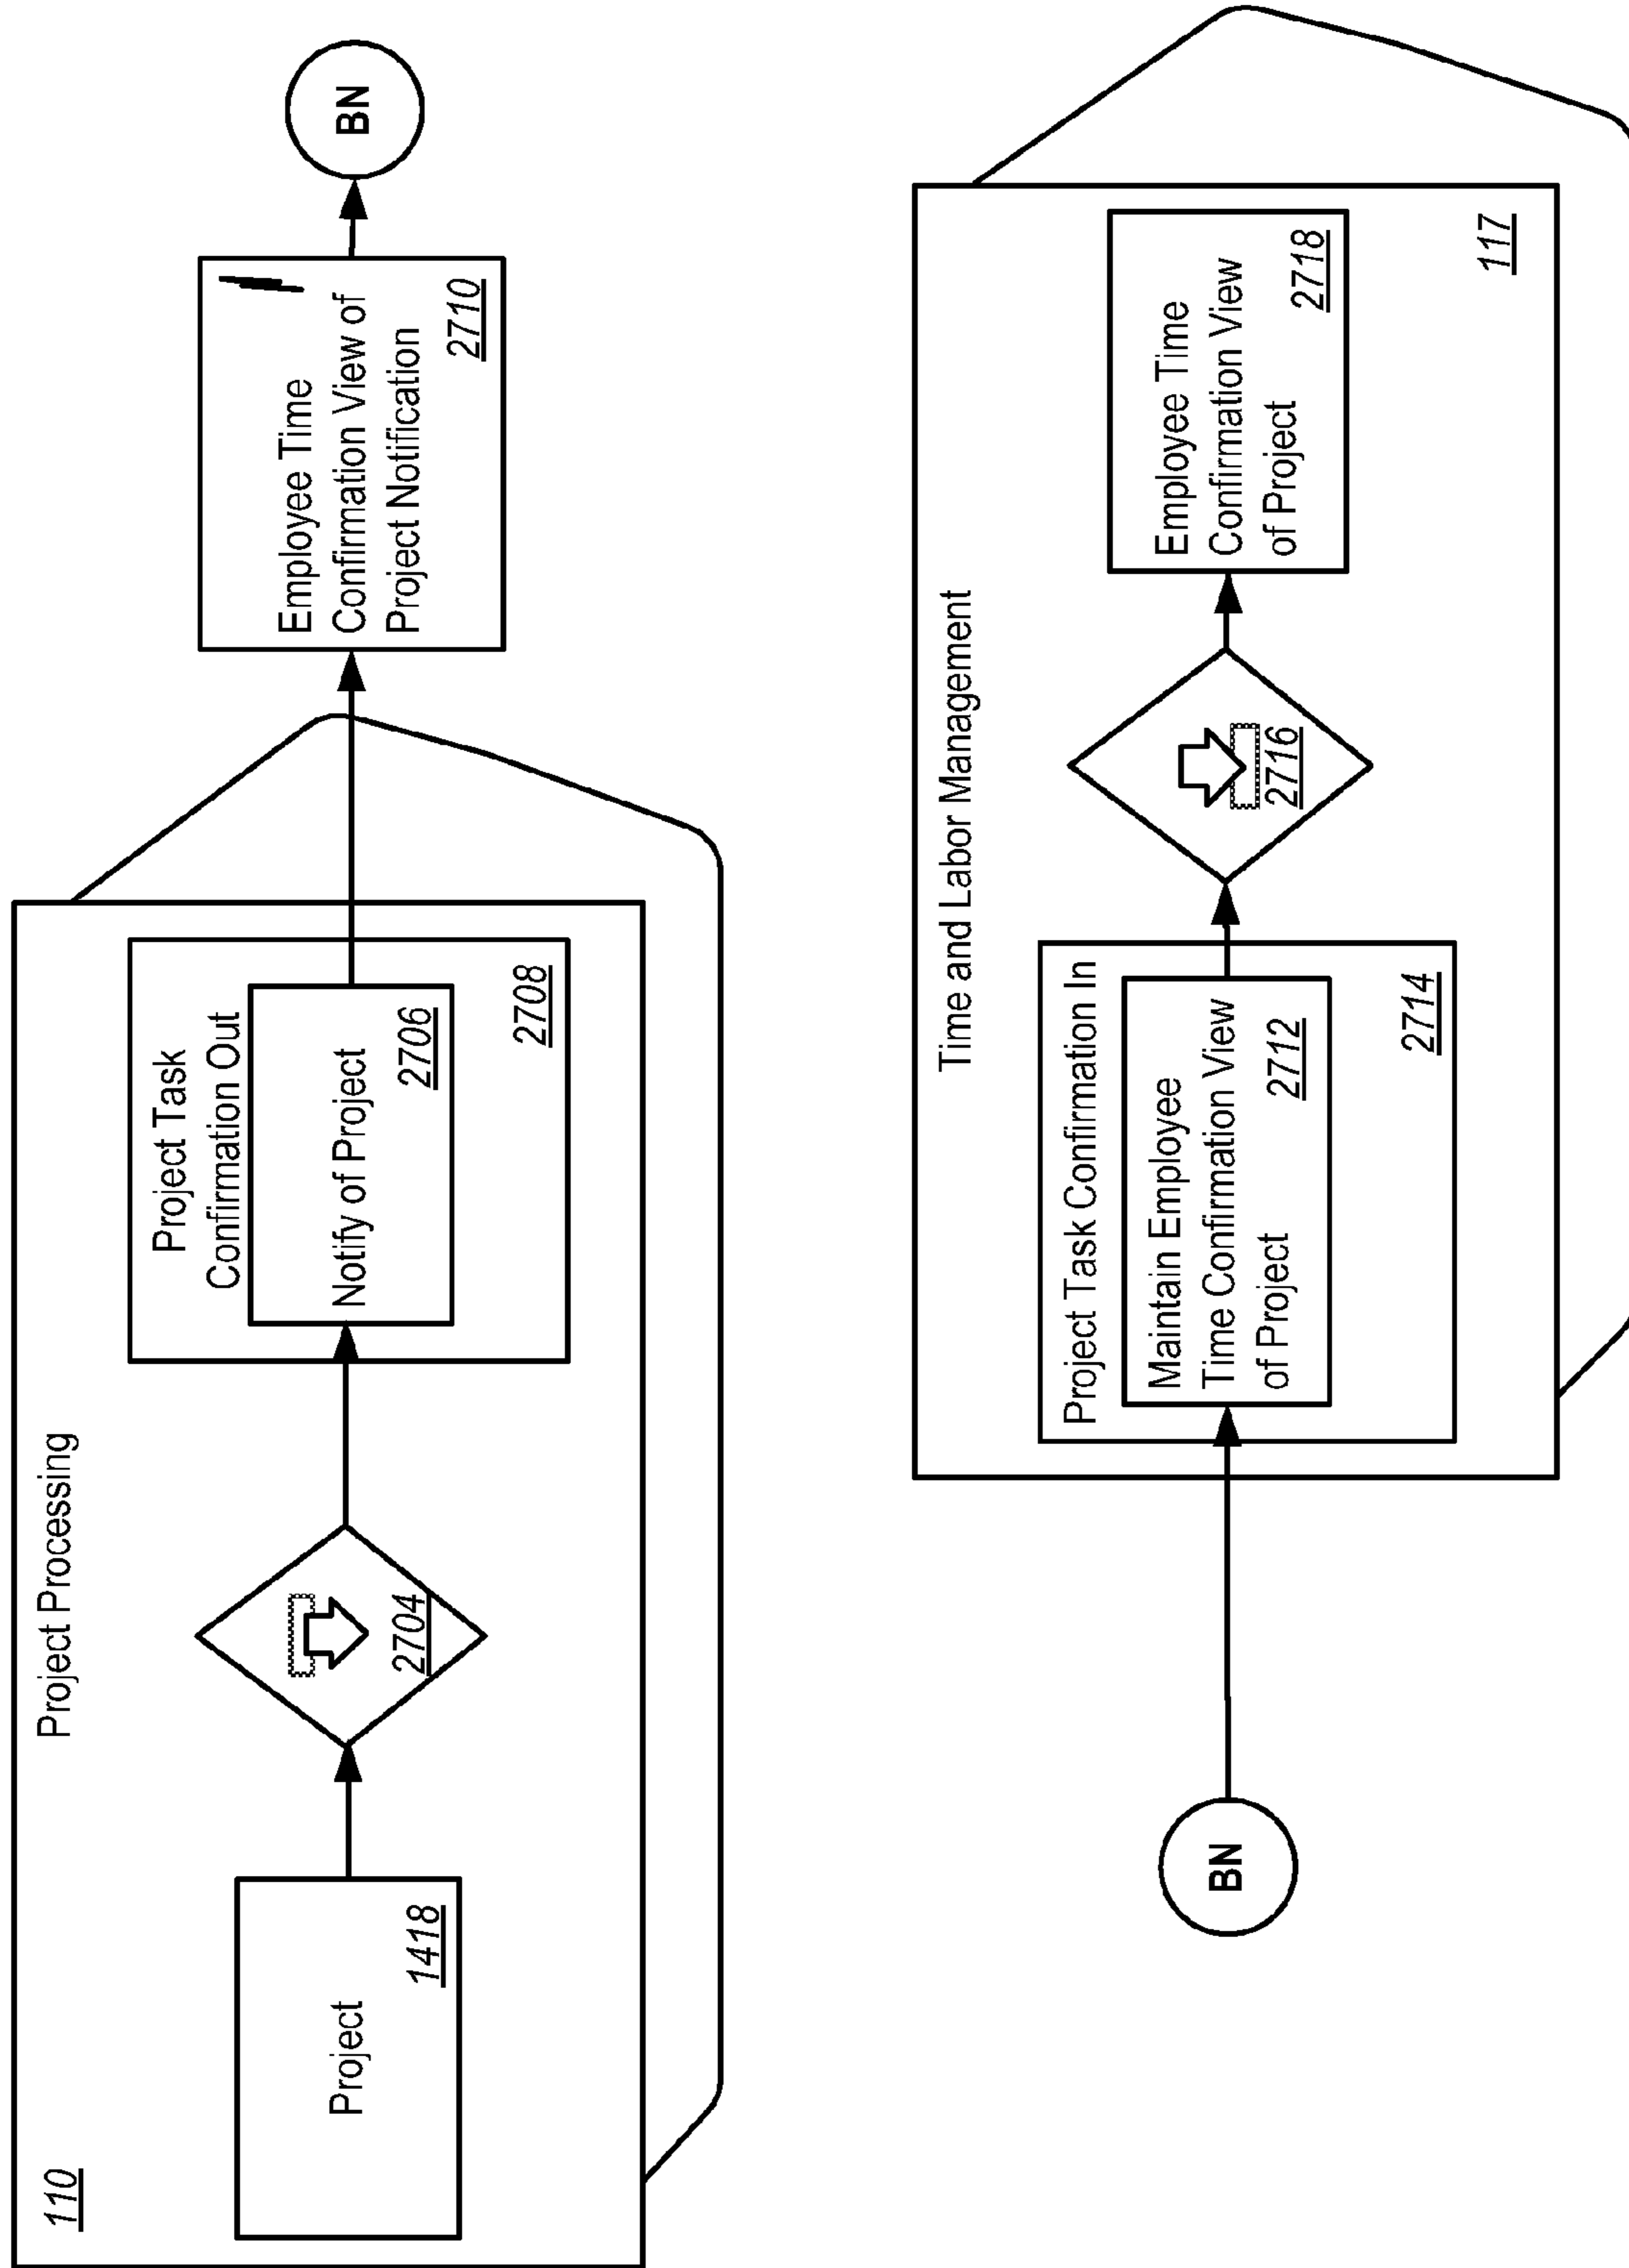 110
Project Processing
Project
1418
2704
Project Task
Confirmation Out
Notify of Project
2706
2708
Employee Time
Confirmation View of
Project Notification
2710
BN
BN
Time and Labor Management
Project Task Confirmation In
Maintain Employee
Time Confirmation View
of Project
2712
2714
2716
Employee Time
Confirmation View
of Project
2718
117